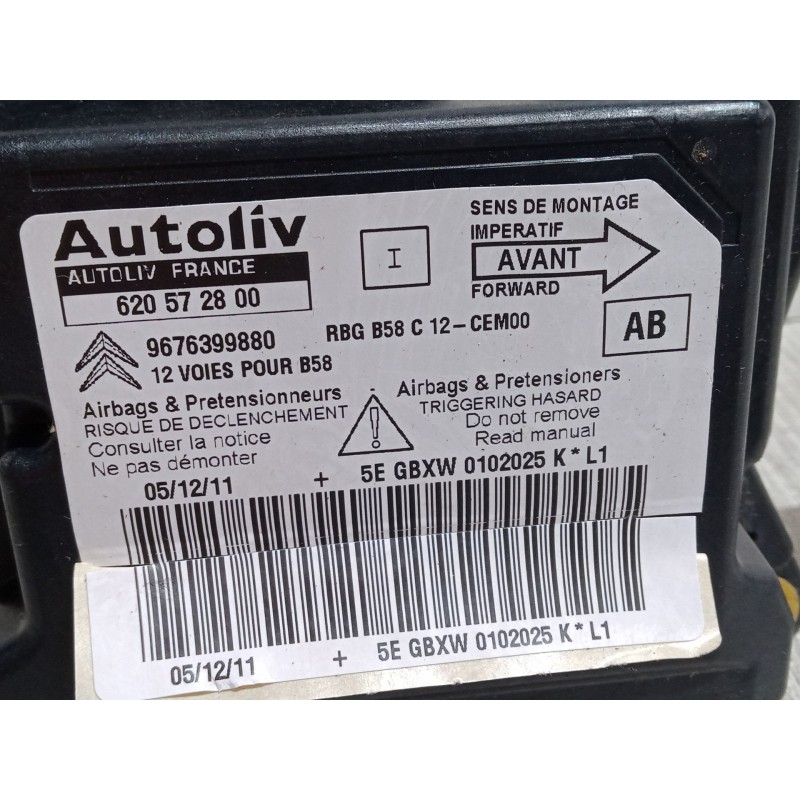 Autoliv
AUTOLIV FRANCE
620 57 28 00
I
SENS DE MONTAGE
IMPERATIF
AVANT
FORWARD
9676399880
12 VOIES POUR B58
RBG B58 C 12-CEM00
AB
Airbags & Pretensionneurs
RISQUE DE DECLENCHEMENT
Consulter la notice
Ne pas démonter
Airbags & Pretensioners
TRIGGERING HASARD
Do not remove
Read manual
05/12/11 + 5E GBXW 0102025 K * L1
05/12/11 + 5E GBXW 0102025 K * L1